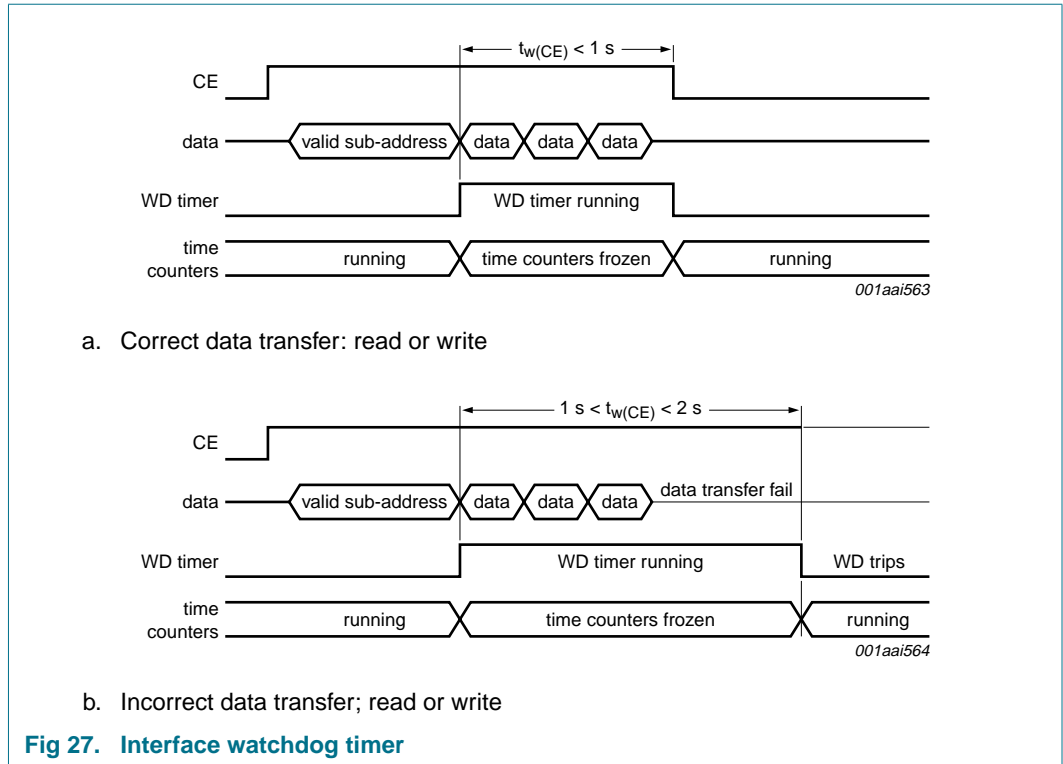 tw(CE) < 1 s
CE
data valid sub-address data data data
WD timer WD timer running
time counters running time counters frozen running
001aai563
a. Correct data transfer: read or write
1 s < tw(CE) < 2 s
CE
data valid sub-address data data data data transfer fail
WD timer WD timer running WD trips
time counters running time counters frozen running
001aai564
b. Incorrect data transfer; read or write
Fig 27. Interface watchdog timer